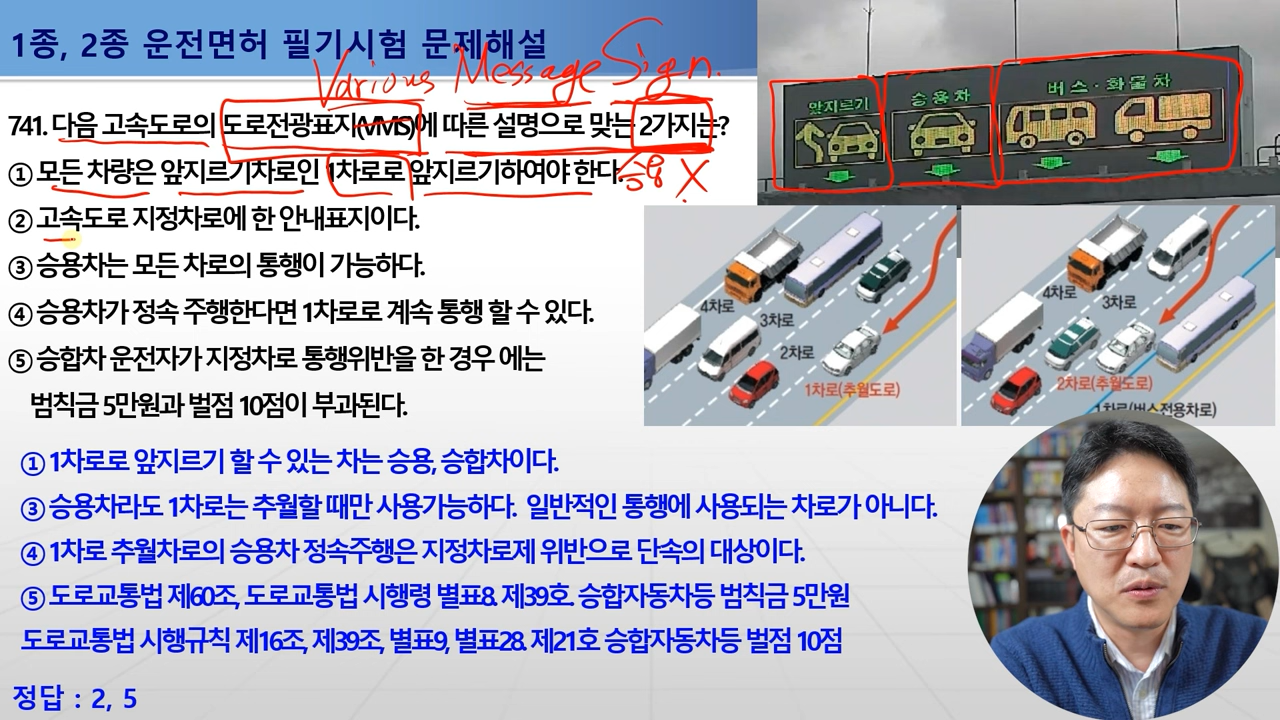 1종, 2종 운전면허 필기시험 문제해설
Various Message Sign.
741. 다음 고속도로의 도로전광표지(VMS)에 따른 설명으로 맞는 2가지는?
① 모든 차량은 앞지르기차로인 1차로로 앞지르기하여야 한다.
X
② 고속도로 지정차로에 한 안내표지이다.
③ 승용차는 모든 차로의 통행이 가능하다.
④ 승용차가 정속 주행한다면 1차로로 계속 통행 할 수 있다.
⑤ 승합차 운전자가 지정차로 통행위반을 한 경우 에는
범칙금 5만원과 벌점 10점이 부과된다.
① 1차로로 앞지르기 할 수 있는 차는 승용, 승합차이다.
③ 승용차라도 1차로는 추월할 때만 사용가능하다. 일반적인 통행에 사용되는 차로가 아니다.
④ 1차로 추월차로의 승용차 정속주행은 지정차로제 위반으로 단속의 대상이다.
⑤ 도로교통법 제60조, 도로교통법 시행령 별표8. 제39호. 승합자동차등 범칙금 5만원
도로교통법 시행규칙 제16조, 제39조, 별표9, 별표28. 제21호 승합자동차등 벌점 10점
정답 : 2, 5
앞지르기 승용차 버스·화물차
4차로
3차로
2차로
1차로(추월도로)
4차로
3차로
2차로(추월도로)
1차로(버스전용차로)